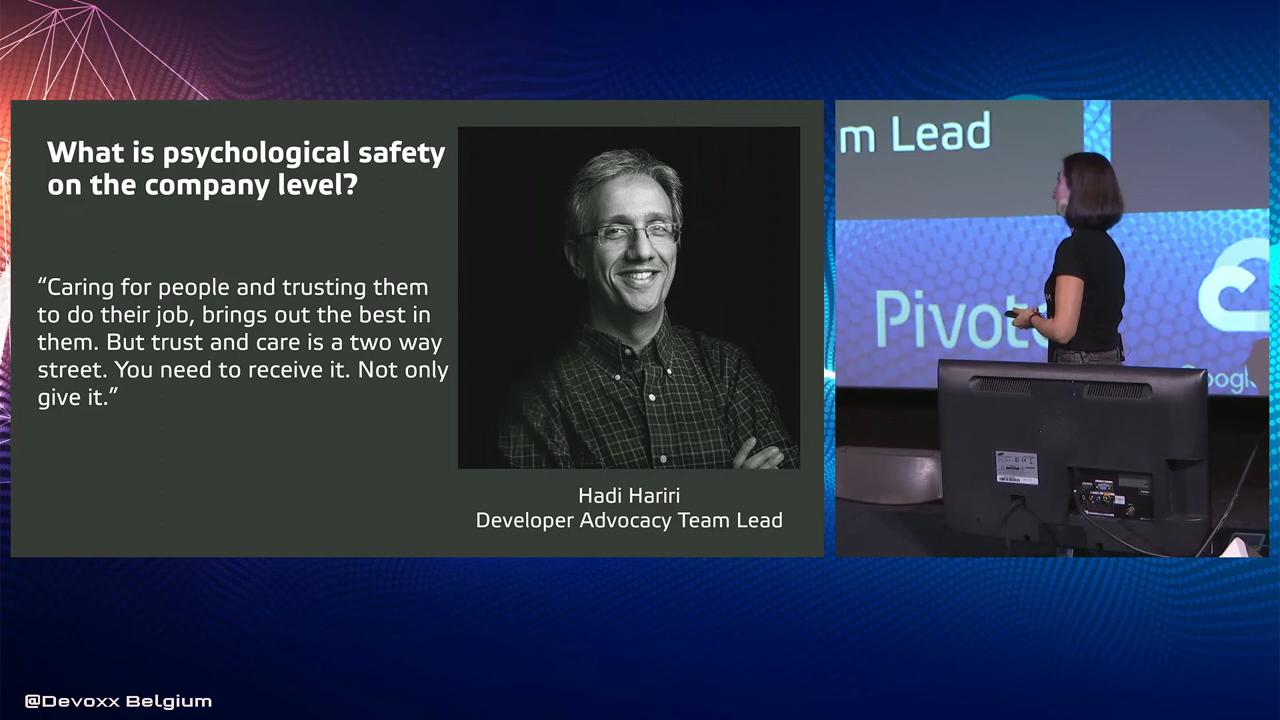 What is psychological safety
on the company level?
“Caring for people and trusting them
to do their job, brings out the best in
them. But trust and care is a two way
street. You need to receive it. Not only
give it.”
Hadi Hariri
Developer Advocacy Team Lead
m Lead
Pivot
oogl
@Devoxx Belgium